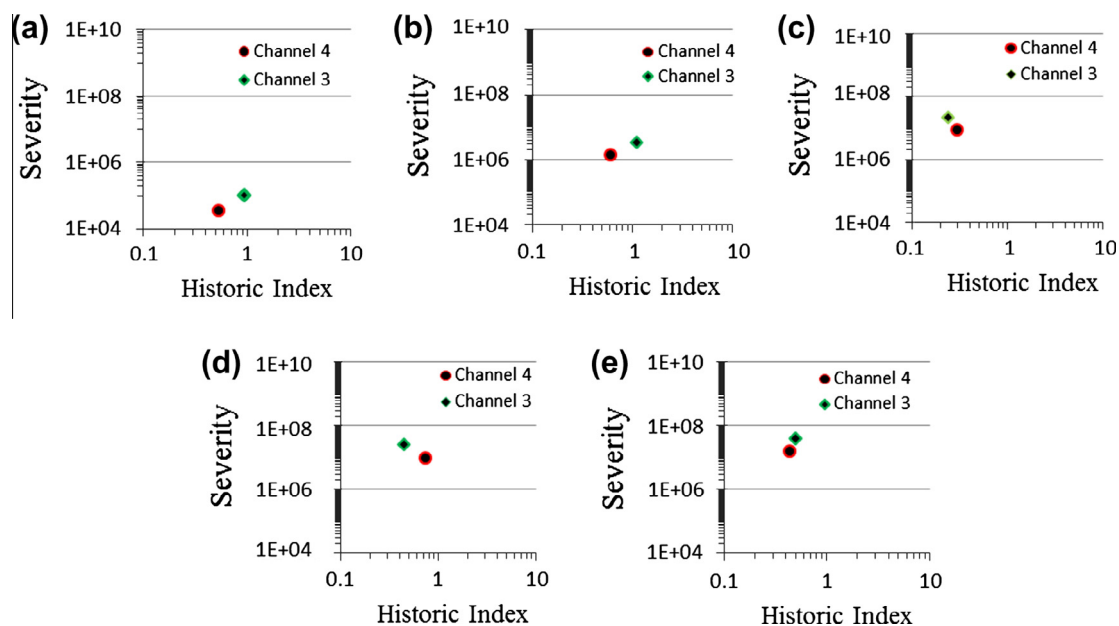 (a)
1E+10
1E+08
1E+06
1E+04
Severity
Channel 4
Channel 3
0.1 1 10
Historic Index
(b)
1E+10
1E+08
1E+06
1E+04
Severity
Channel 4
Channel 3
0.1 1 10
Historic Index
(c)
1E+10
1E+08
1E+06
1E+04
Severity
Channel 4
Channel 3
0.1 1 10
Historic Index
(d)
1E+10
1E+08
1E+06
1E+04
Severity
Channel 4
Channel 3
0.1 1 10
Historic Index
(e)
1E+10
1E+08
1E+06
1E+04
Severity
Channel 4
Channel 3
0.1 1 10
Historic Index